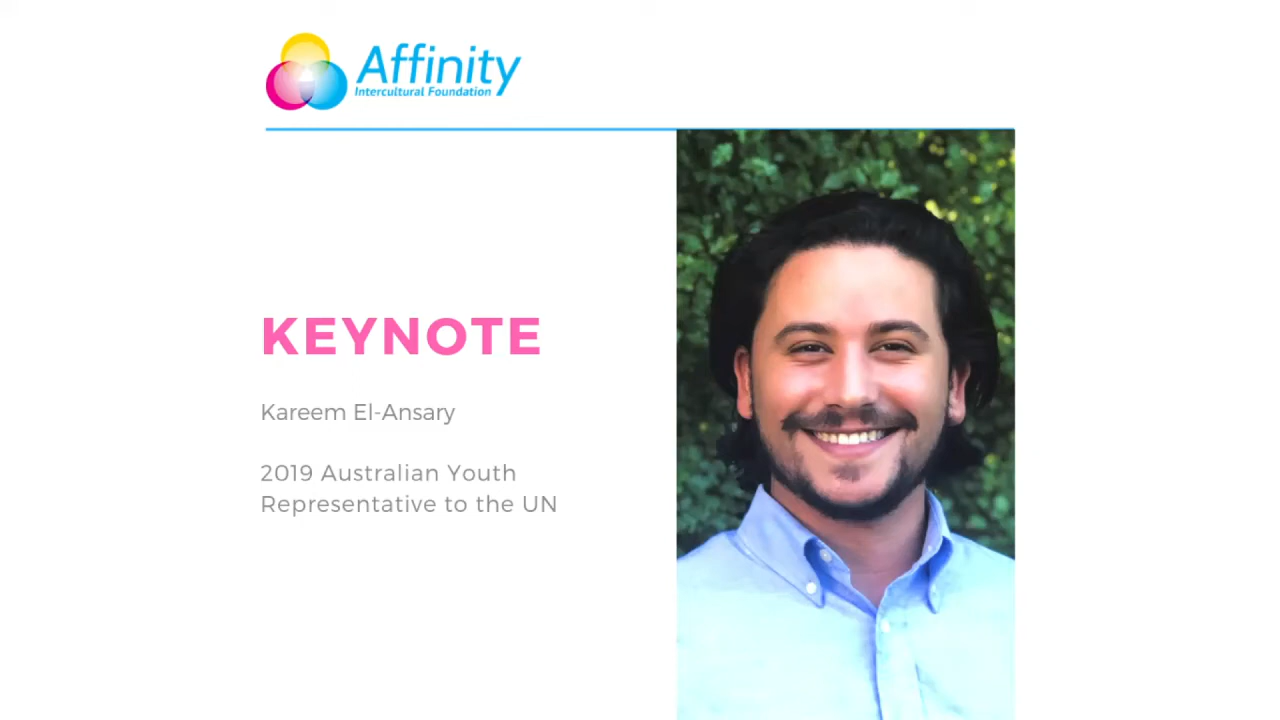 Affinity
Intercultural Foundation
KEYNOTE
Kareem El-Ansary
2019 Australian Youth
Representative to the UN